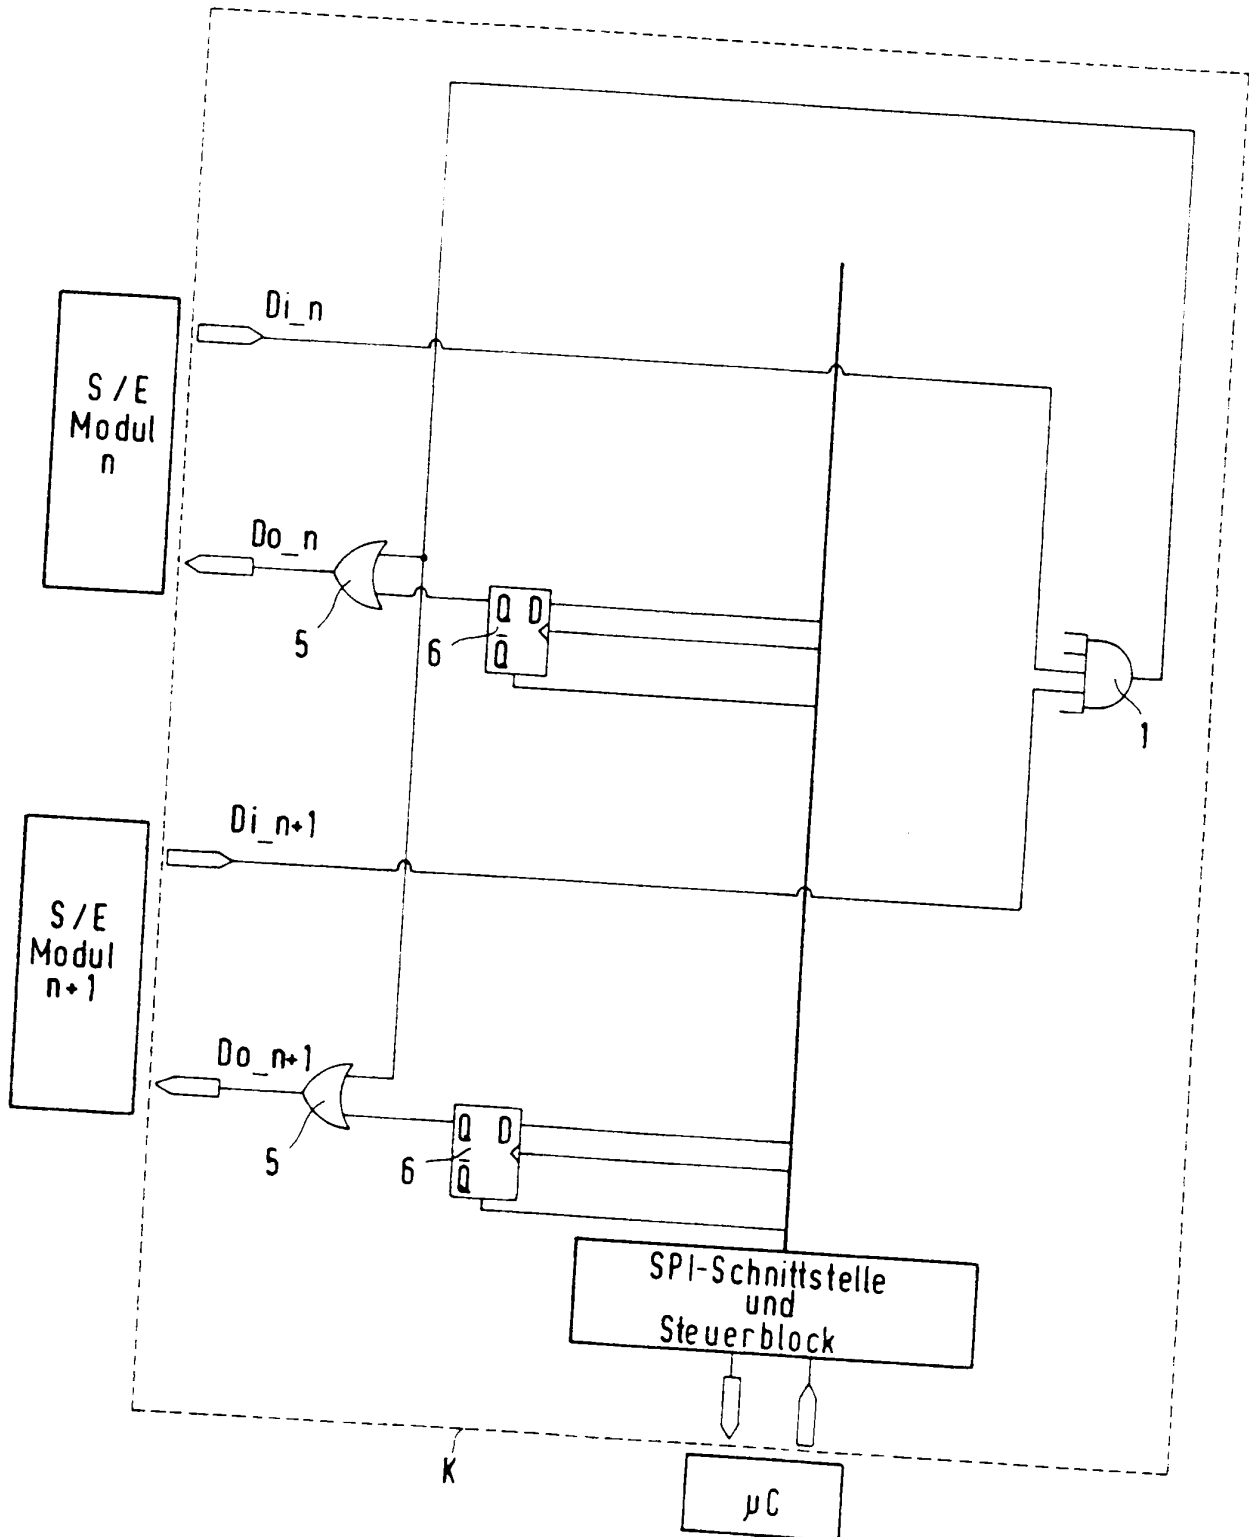 Di_n
S/E
Modul
n
Do_n
5
6
Q D
Q̅
1
Di_n+1
S/E
Modul
n+1
Do_n+1
5
6
Q D
Q̅
SPI-Schnittstelle
und
Steuerblock
K
µC